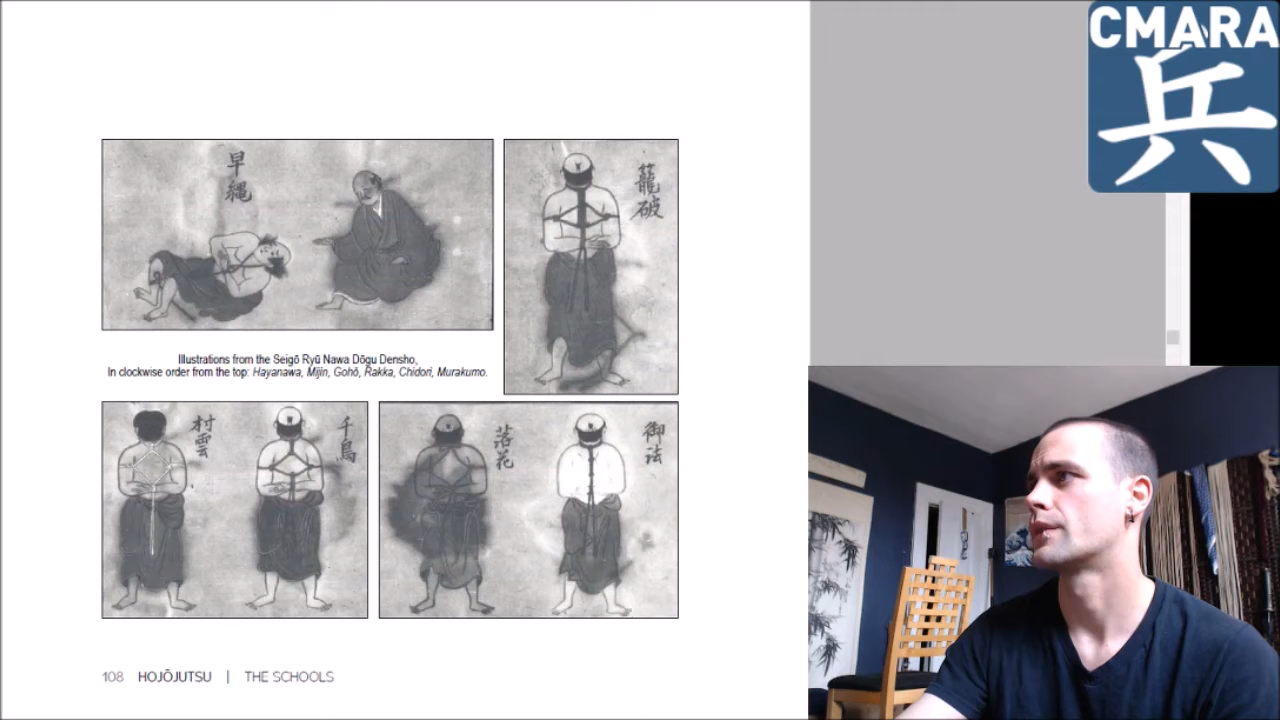 CMARA
兵
早縄
籠破
Illustrations from the Seigō Ryū Nawa Dōgu Densho,
In clockwise order from the top: Hayanawa, Mijin, Gohō, Rakka, Chidori, Murakumo.
村雲
千鳥
落花
御法
108 HOJŌJUTSU | THE SCHOOLS